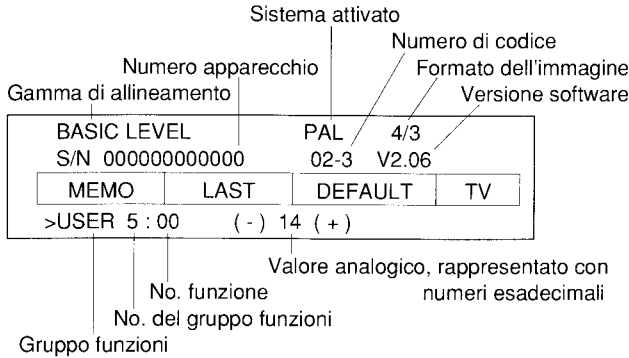 Sistema attivato
Numero di codice
Numero apparecchio
Formato dell'immagine
Gamma di allineamento
Versione software
BASIC LEVEL PAL 4/3
S/N 000000000000 02-3 V2.06
MEMO LAST DEFAULT TV
>USER 5 : 00 ( - ) 14 ( + )
Valore analogico, rappresentato con
numeri esadecimali
No. funzione
No. del gruppo funzioni
Gruppo funzioni